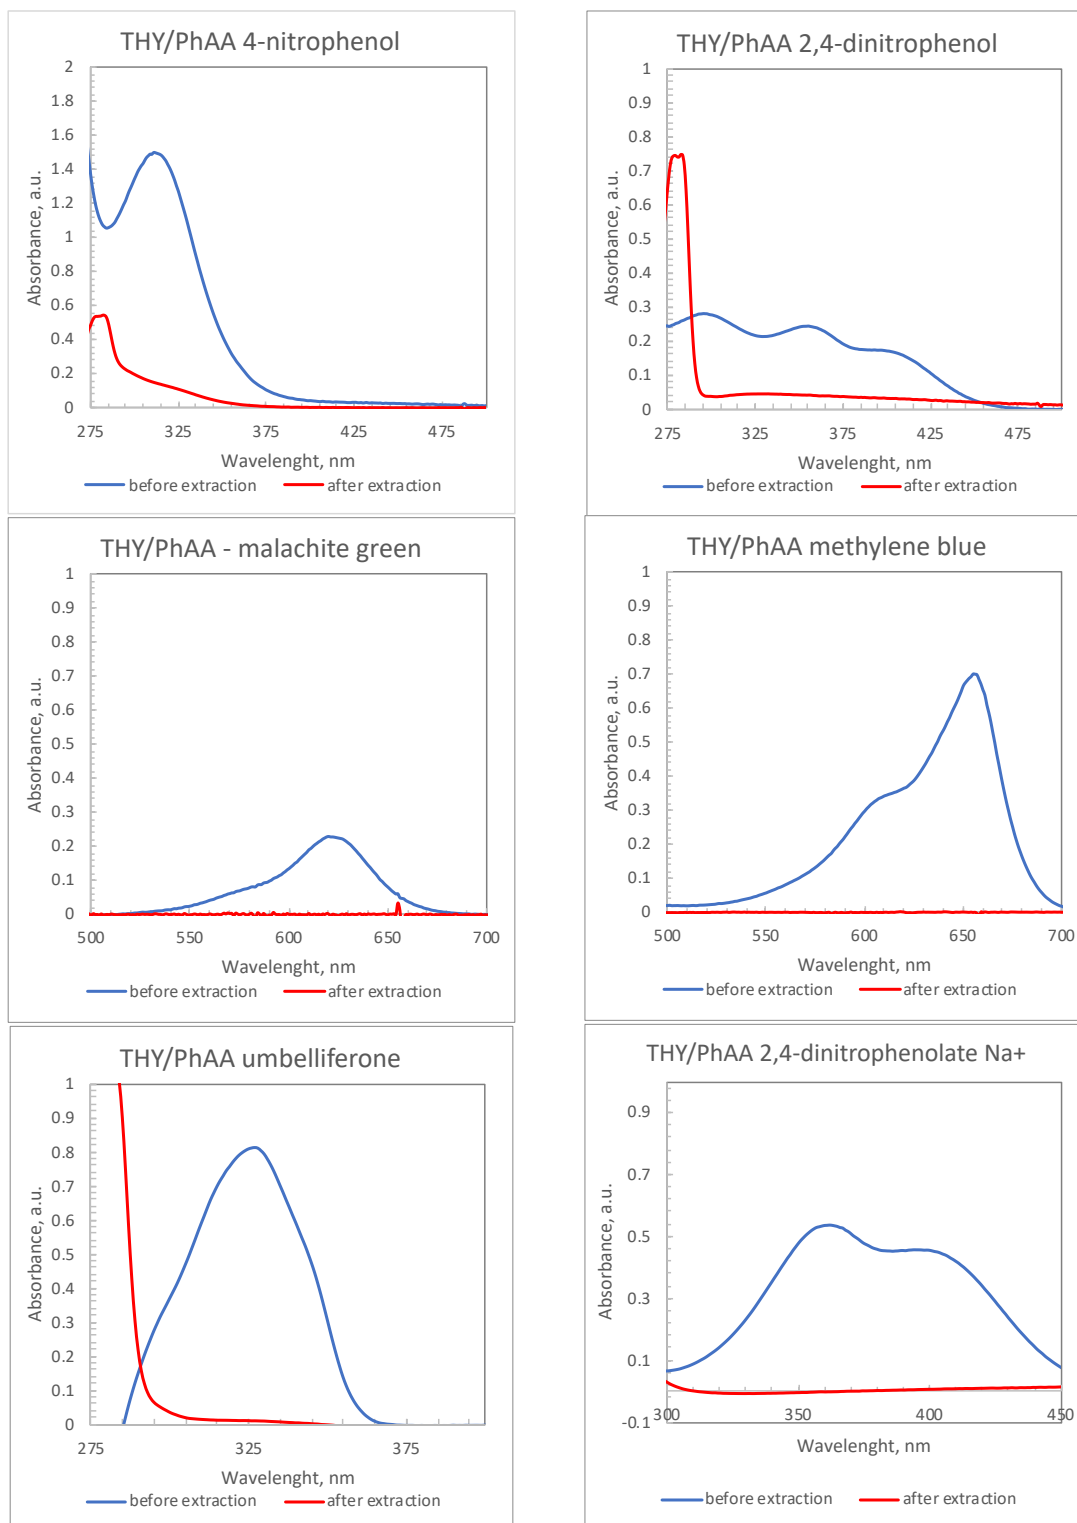 THY/PhAA 4-nitrophenol
2
1.8
1.6
1.4
1.2
1
0.8
0.6
0.4
0.2
0
Absorbance, a.u.
275 325 375 425 475
Wavelenght, nm
before extraction after extraction
THY/PhAA 2,4-dinitrophenol
1
0.9
0.8
0.7
0.6
0.5
0.4
0.3
0.2
0.1
0
Absorbance, a.u.
275 325 375 425 475
Wavelenght, nm
before extraction after extraction
THY/PhAA - malachite green
1
0.9
0.8
0.7
0.6
0.5
0.4
0.3
0.2
0.1
0
Absorbance, a.u.
500 550 600 650 700
Wavelenght, nm
before extraction after extraction
THY/PhAA methylene blue
1
0.9
0.8
0.7
0.6
0.5
0.4
0.3
0.2
0.1
0
Absorbance, a.u.
500 550 600 650 700
Wavelenght, nm
before extraction after extraction
THY/PhAA umbelliferone
1
0.9
0.8
0.7
0.6
0.5
0.4
0.3
0.2
0.1
0
Absorbance, a.u.
275 325 375
Wavelenght, nm
before extraction after extraction
THY/PhAA 2,4-dinitrophenolate Na+
0.9
0.7
0.5
0.3
0.1
-0.1
Absorbance, a.u.
300 350 400 450
Wavelenght, nm
before extraction after extraction